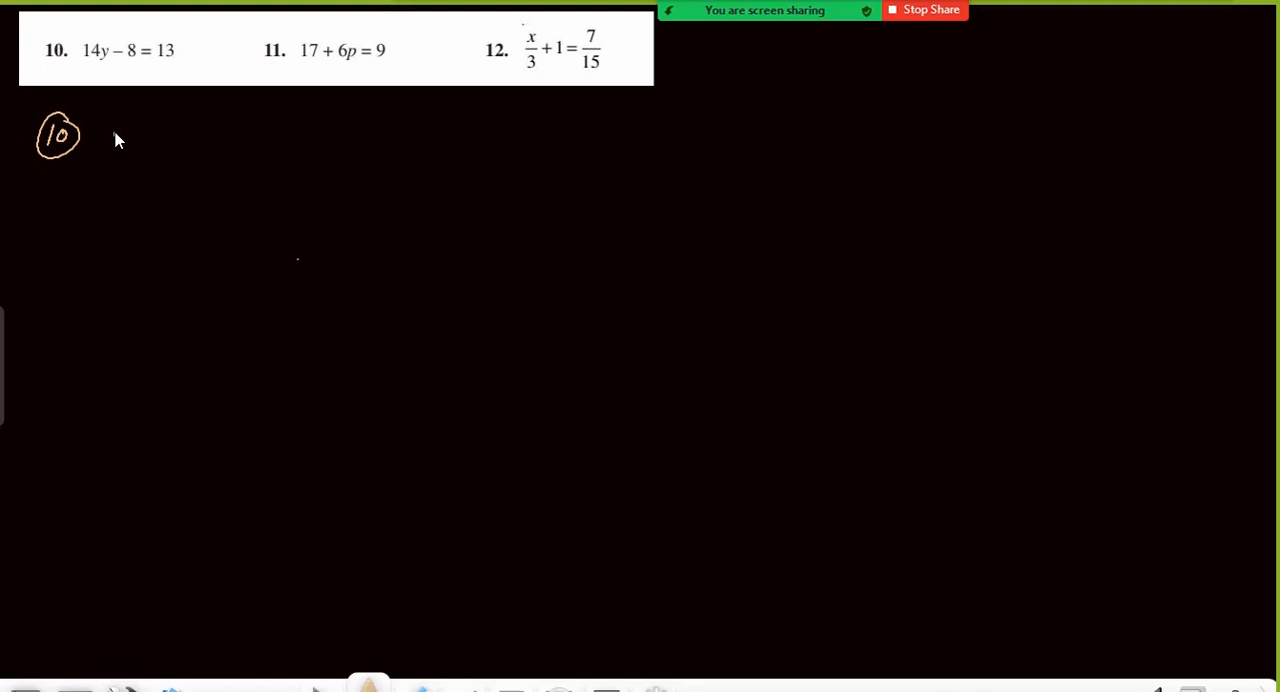 You are screen sharing Stop Share
10. 14y – 8 = 13 11. 17 + 6p = 9 12. x/3 + 1 = 7/15
10